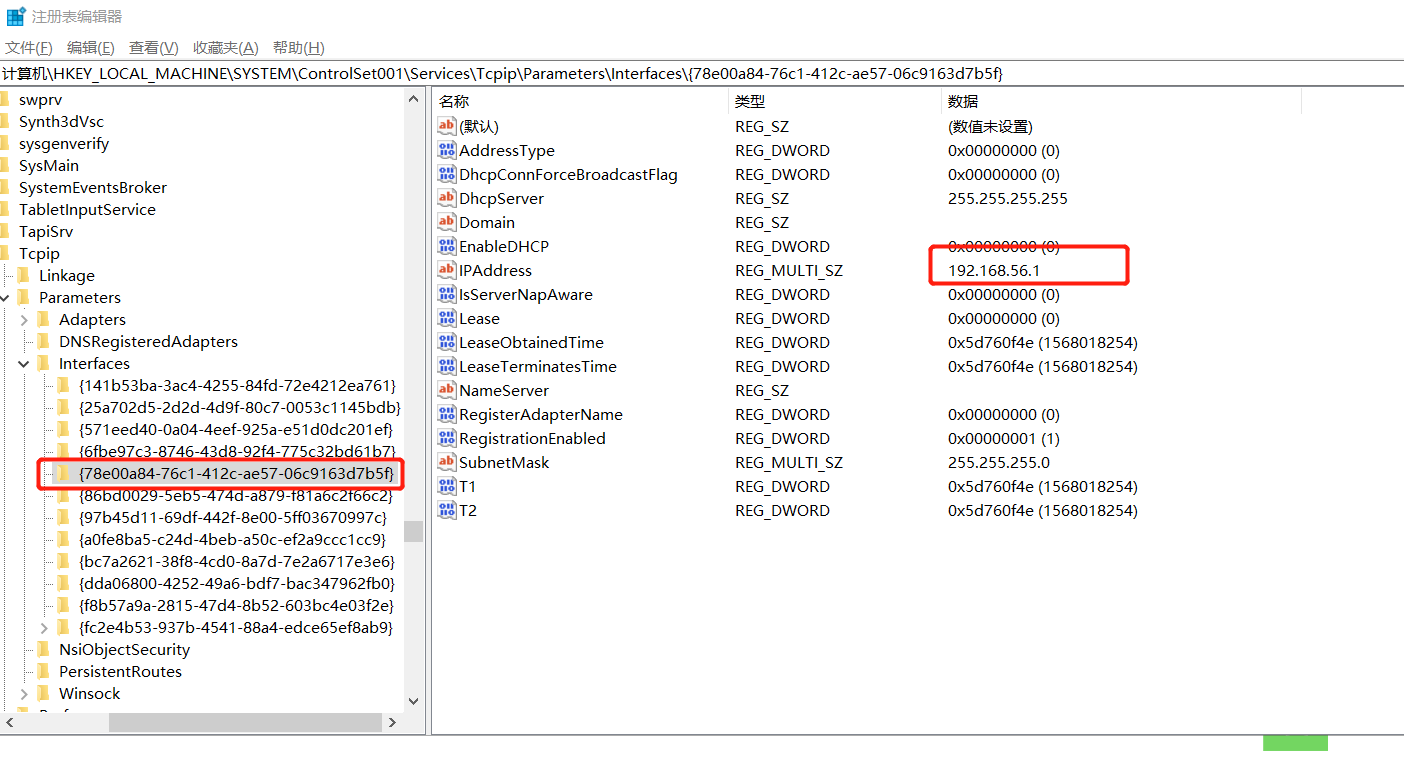 注册表编辑器
文件(F) 编辑(E) 查看(V) 收藏夹(A) 帮助(H)
计算机\HKEY_LOCAL_MACHINE\SYSTEM\ControlSet001\Services\Tcpip\Parameters\Interfaces\{78e00a84-76c1-412c-ae57-06c9163d7b5f}
swprv
Synth3dVsc
sysgenverify
SysMain
SystemEventsBroker
TabletInputService
TapiSrv
Tcpip
Linkage
Parameters
Adapters
DNSRegisteredAdapters
Interfaces
{141b53ba-3ac4-4255-84fd-72e4212ea761}
{25a702d5-2d2d-4d9f-80c7-0053c1145bdb}
{571eed40-0a04-4eef-925a-e51d0dc201ef}
{6fbe97c3-8746-43d8-92f4-775c32bd61b7}
{78e00a84-76c1-412c-ae57-06c9163d7b5f}
{86bd0029-5eb5-474d-a879-f81a6c2f66c2}
{97b45d11-69df-442f-8e00-5ff03670997c}
{a0fe8ba5-c24d-4beb-a50c-ef2a9ccc1cc9}
{bc7a2621-38f8-4cd0-8a7d-7e2a6717e3e6}
{dda06800-4252-49a6-bdf7-bac347962fb0}
{f8b57a9a-2815-47d4-8b52-603bc4e03f2e}
{fc2e4b53-937b-4541-88a4-edce65ef8ab9}
NsiObjectSecurity
PersistentRoutes
Winsock
名称 类型 数据
(默认) REG_SZ (数值未设置)
AddressType REG_DWORD 0x00000000 (0)
DhcpConnForceBroadcastFlag REG_DWORD 0x00000000 (0)
DhcpServer REG_SZ 255.255.255.255
Domain REG_SZ
EnableDHCP REG_DWORD 0x00000000 (0)
IPAddress REG_MULTI_SZ 192.168.56.1
IsServerNapAware REG_DWORD 0x00000000 (0)
Lease REG_DWORD 0x00000000 (0)
LeaseObtainedTime REG_DWORD 0x5d760f4e (1568018254)
LeaseTerminatesTime REG_DWORD 0x5d760f4e (1568018254)
NameServer REG_SZ
RegisterAdapterName REG_DWORD 0x00000000 (0)
RegistrationEnabled REG_DWORD 0x00000001 (1)
SubnetMask REG_MULTI_SZ 255.255.255.0
T1 REG_DWORD 0x5d760f4e (1568018254)
T2 REG_DWORD 0x5d760f4e (1568018254)